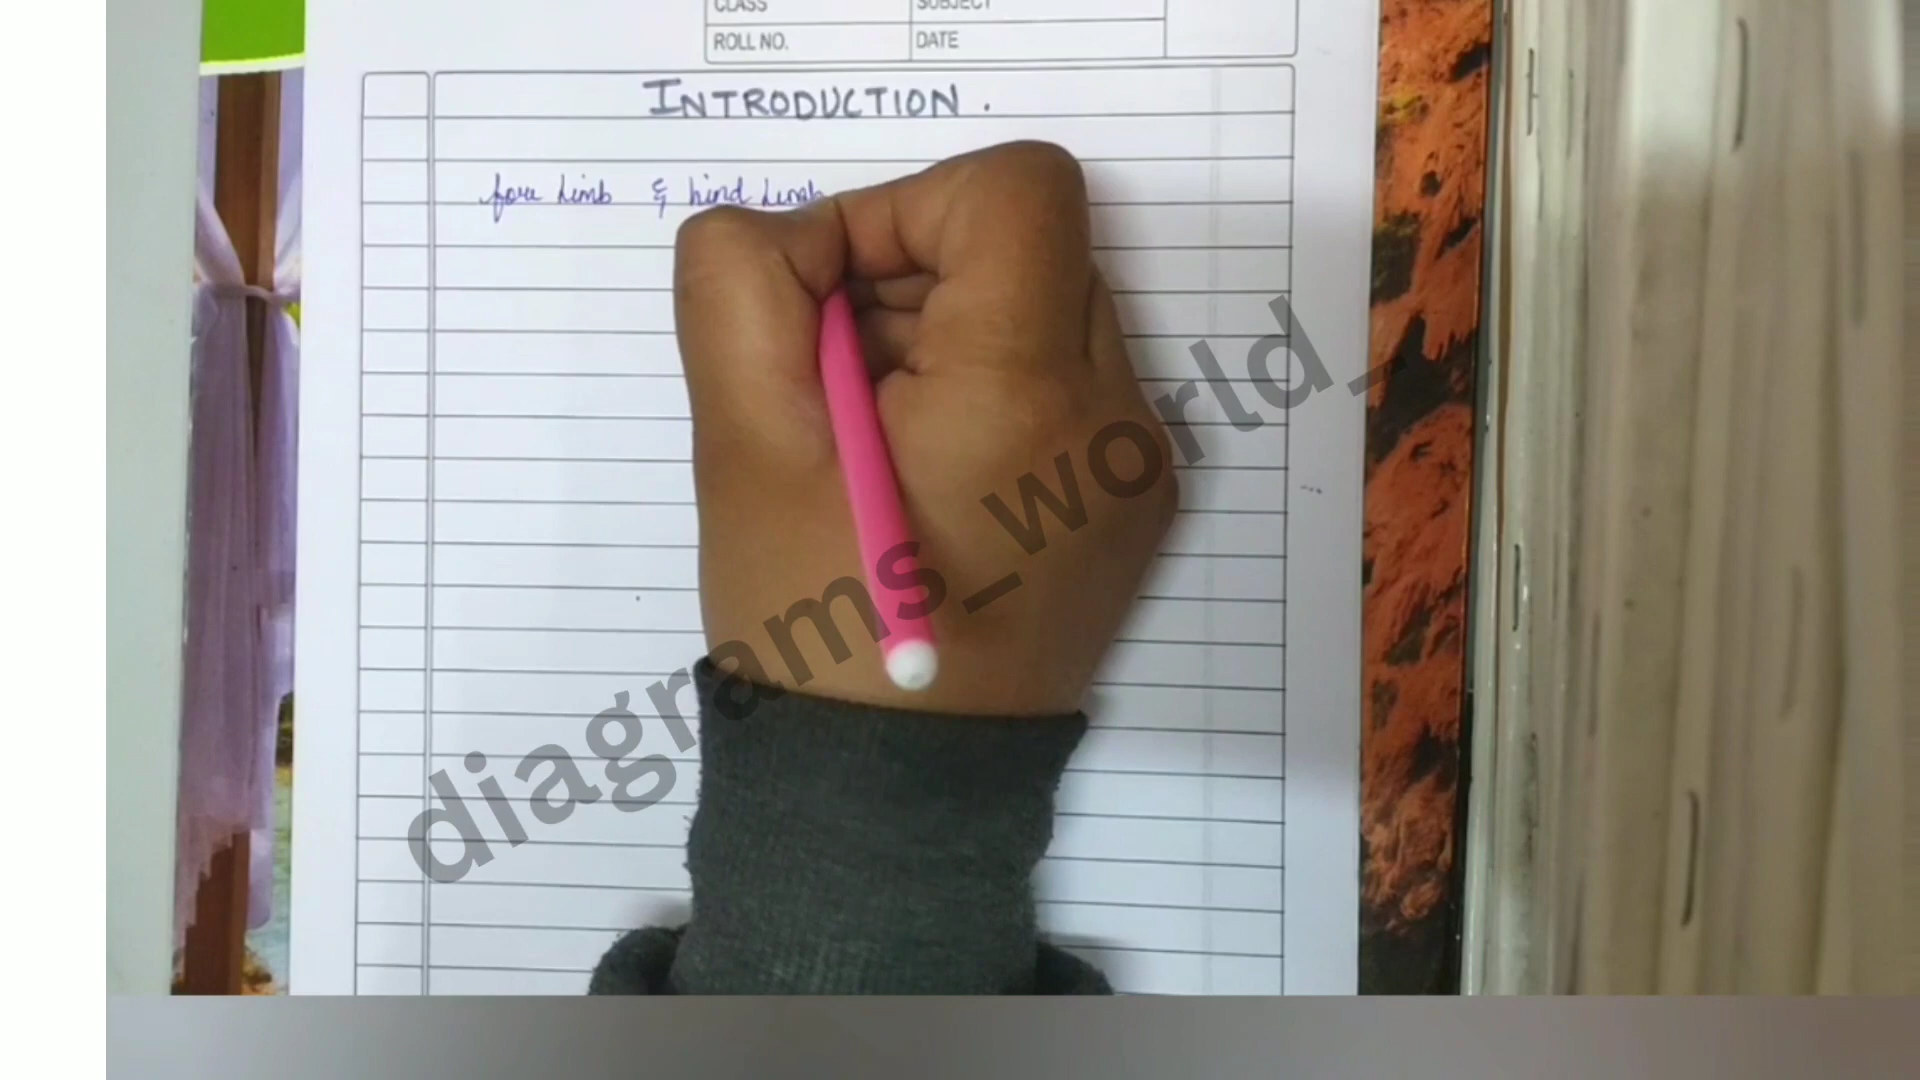 CLASS SUBJECT
ROLL NO. DATE
INTRODUCTION.
fore limb & hind limb
diagrams_world_